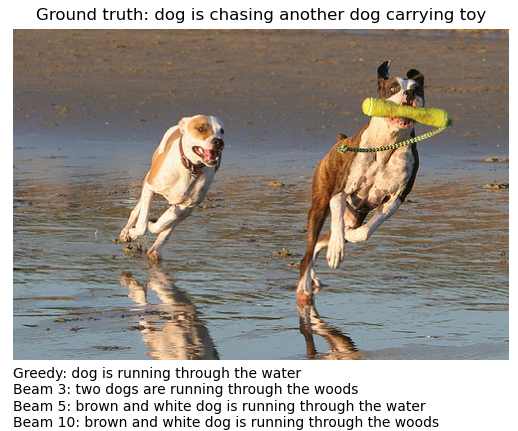 Ground truth: dog is chasing another dog carrying toy
Greedy: dog is running through the water
Beam 3: two dogs are running through the woods
Beam 5: brown and white dog is running through the water
Beam 10: brown and white dog is running through the water